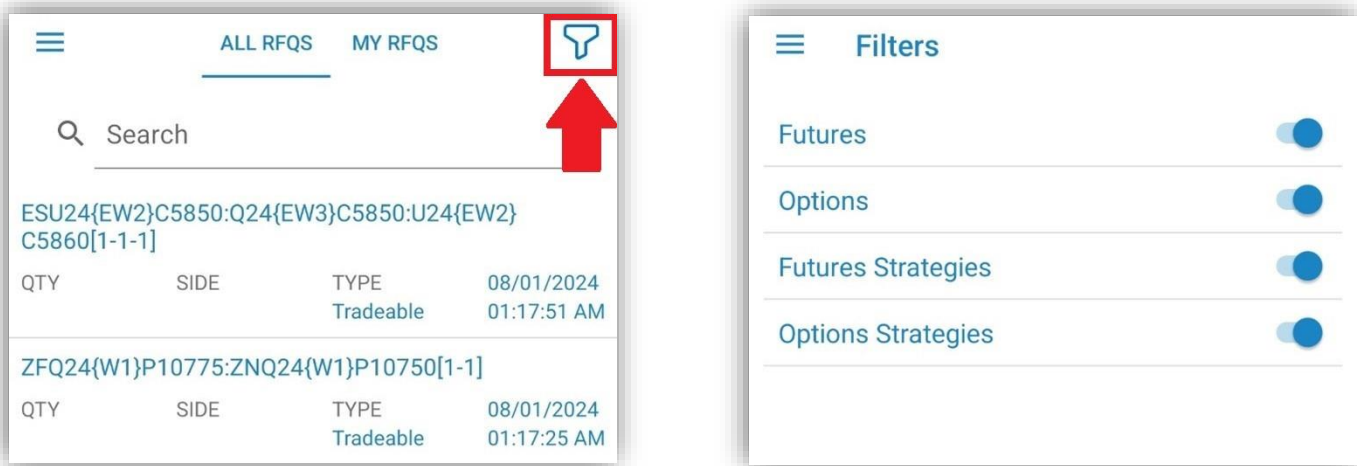 ALL RFQS MY RFQS
Search
ESU24{EW2}C5850:Q24{EW3}C5850:U24{EW2}
C5860[1-1-1]
QTY SIDE TYPE 08/01/2024
Tradeable 01:17:51 AM
ZFQ24{W1}P10775:ZNQ24{W1}P10750[1-1]
QTY SIDE TYPE 08/01/2024
Tradeable 01:17:25 AM
Filters
Futures
Options
Futures Strategies
Options Strategies